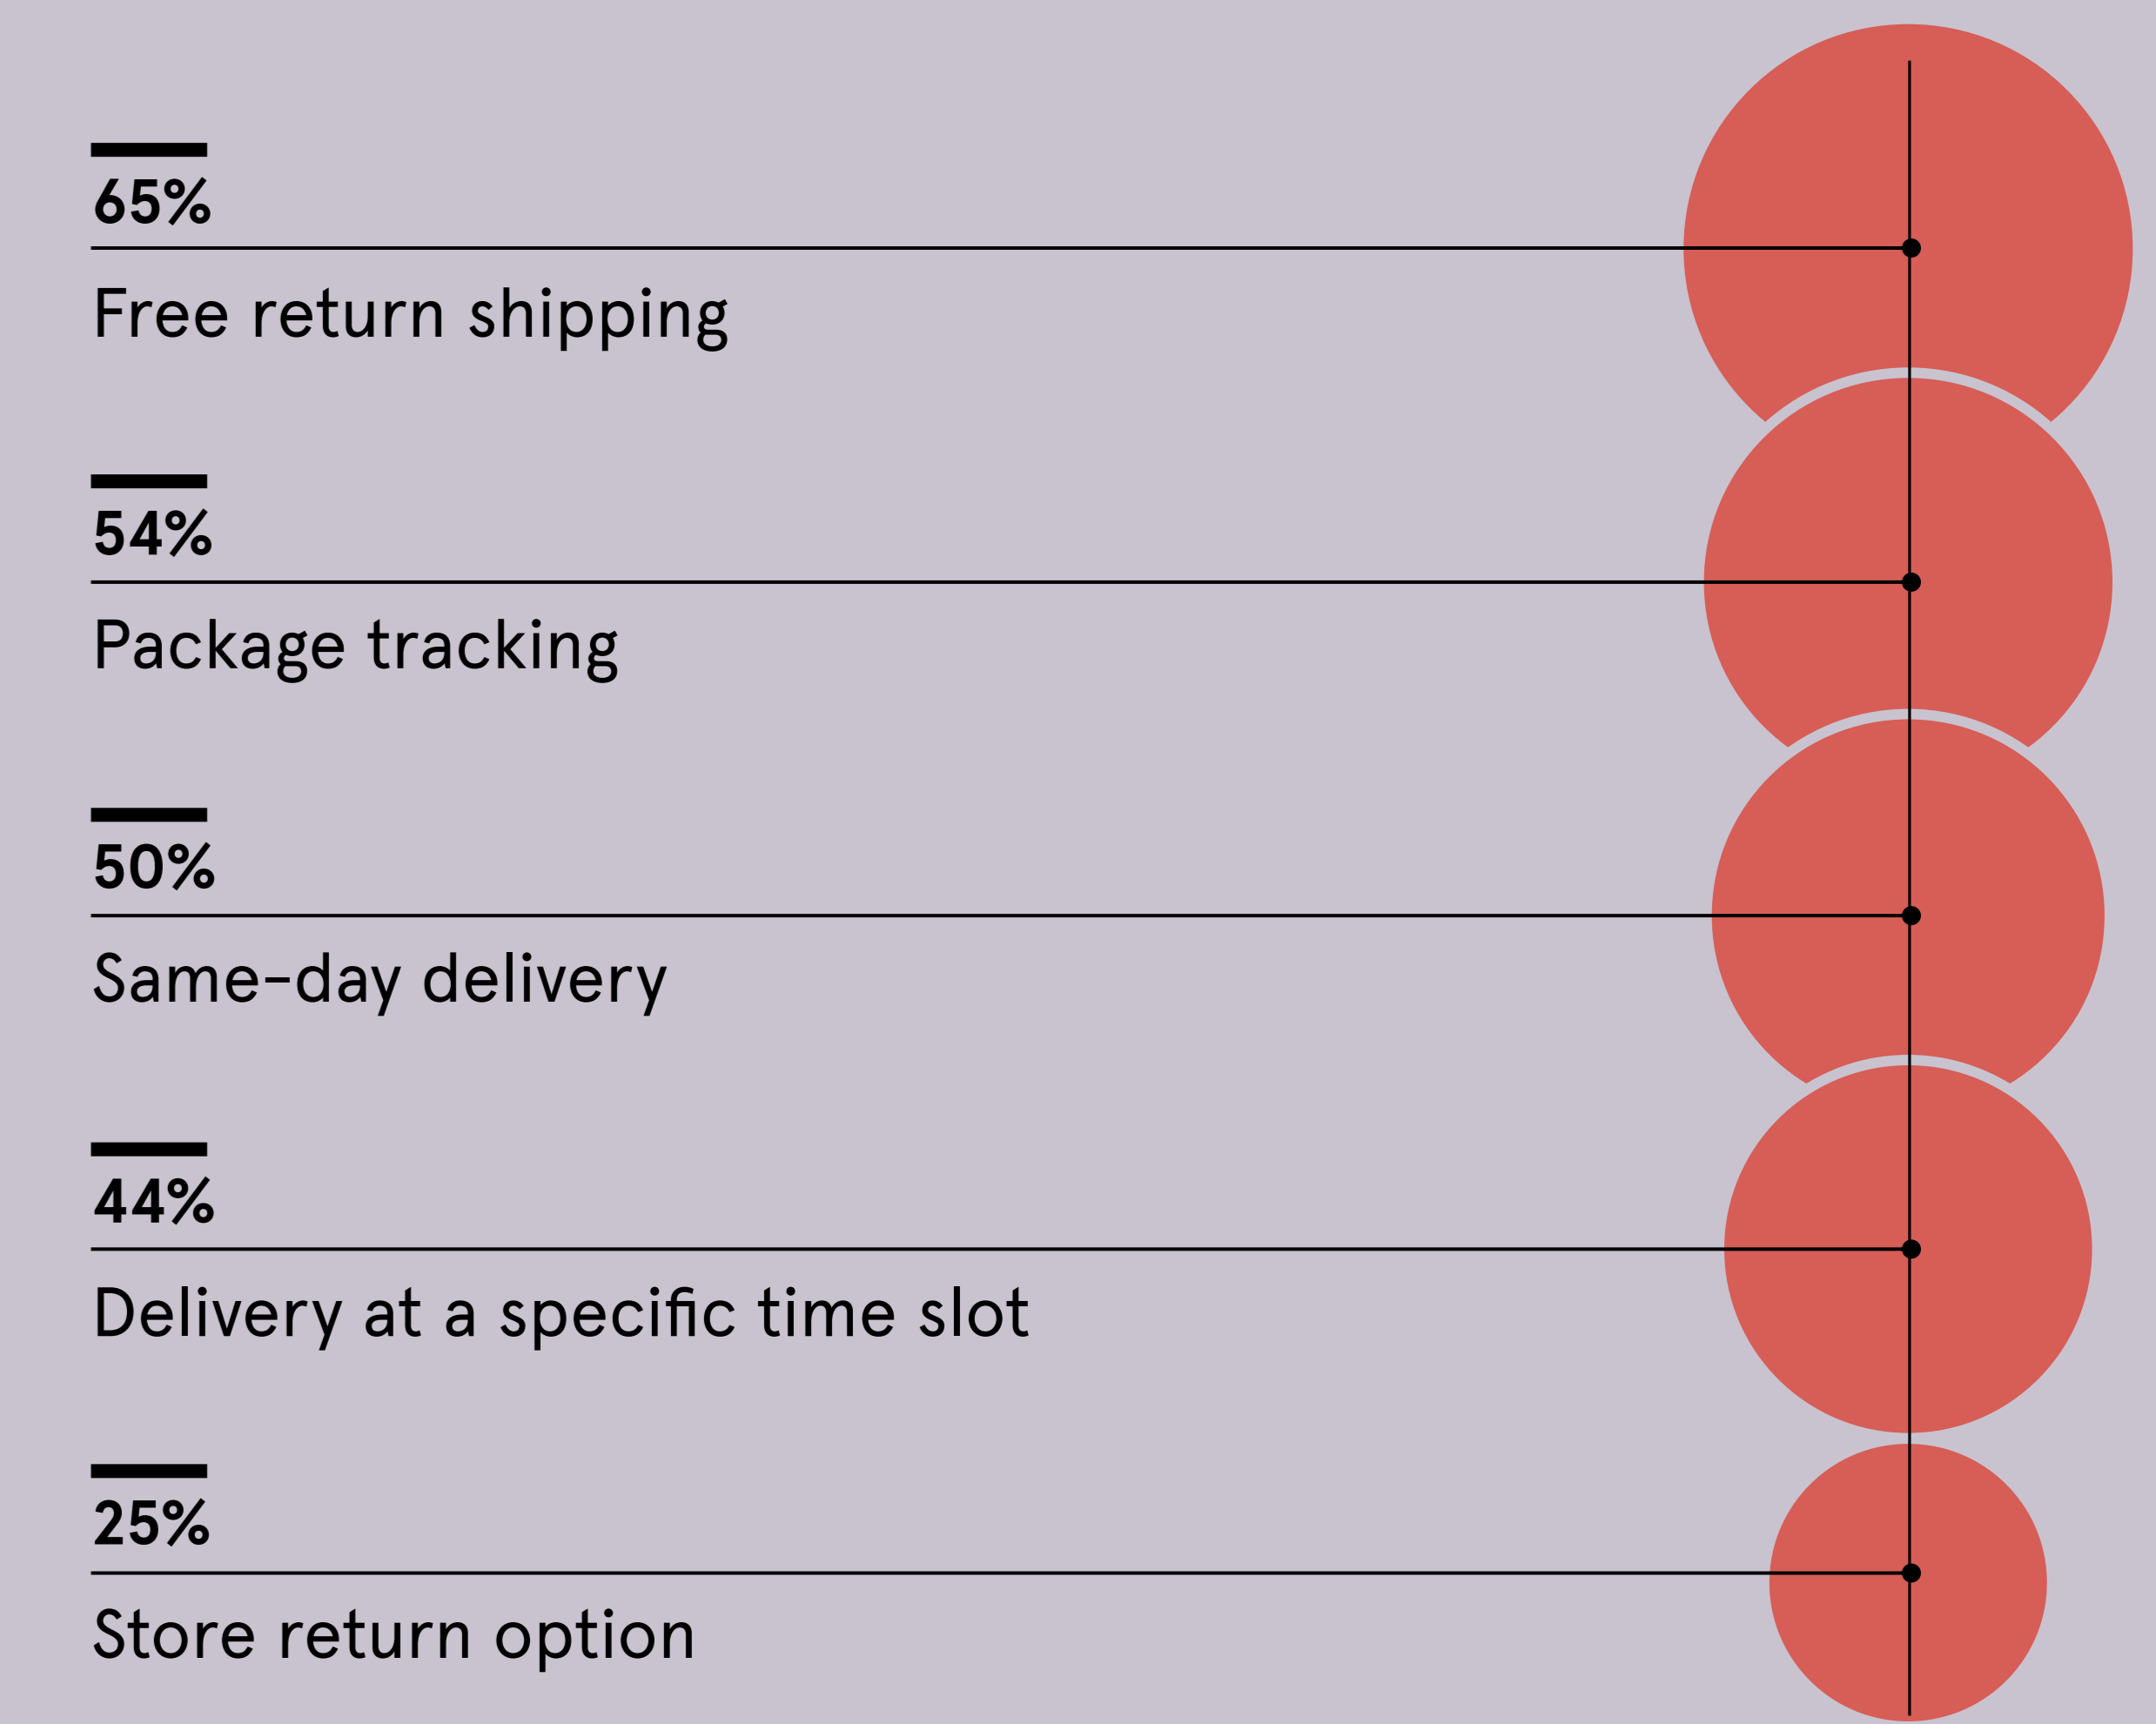 65%
Free return shipping
54%
Package tracking
50%
Same-day delivery
44%
Delivery at a specific time slot
25%
Store return option